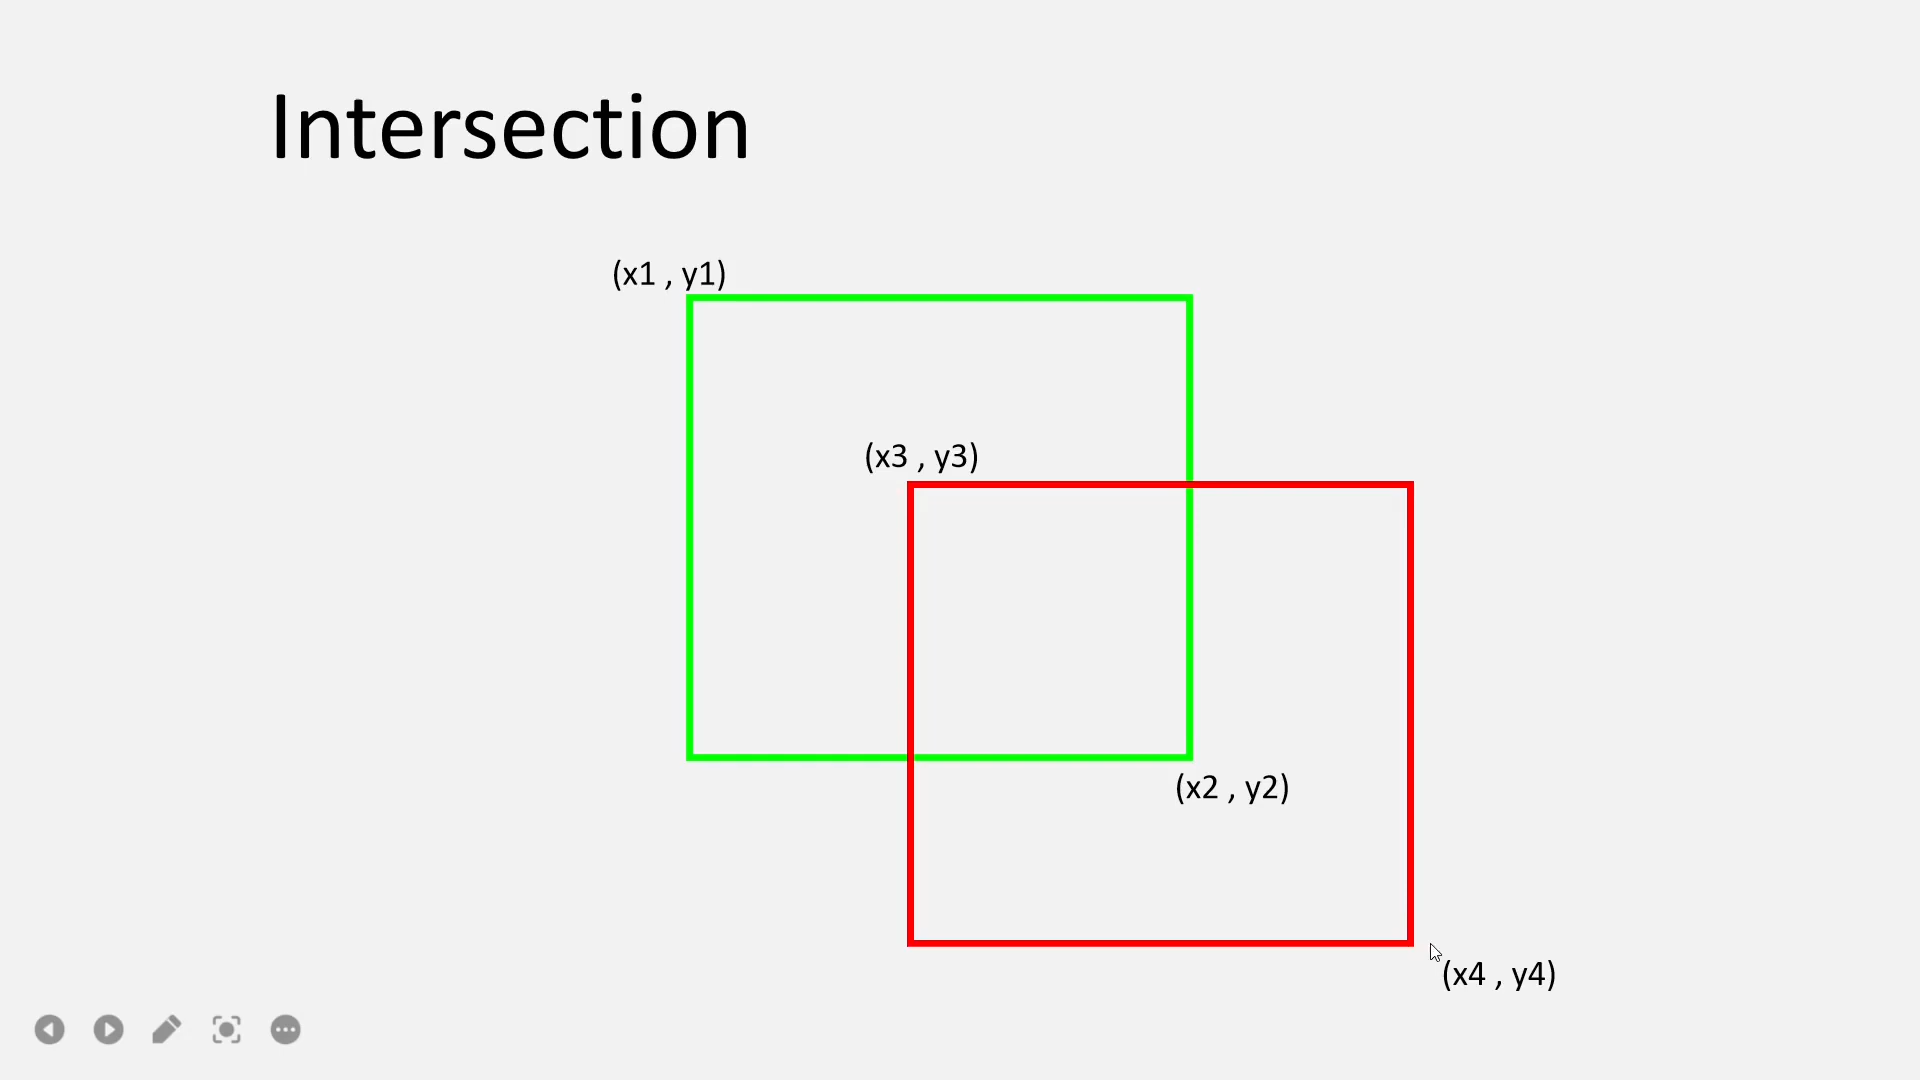 Intersection
(x1 , y1)
(x3 , y3)
(x2 , y2)
(x4 , y4)